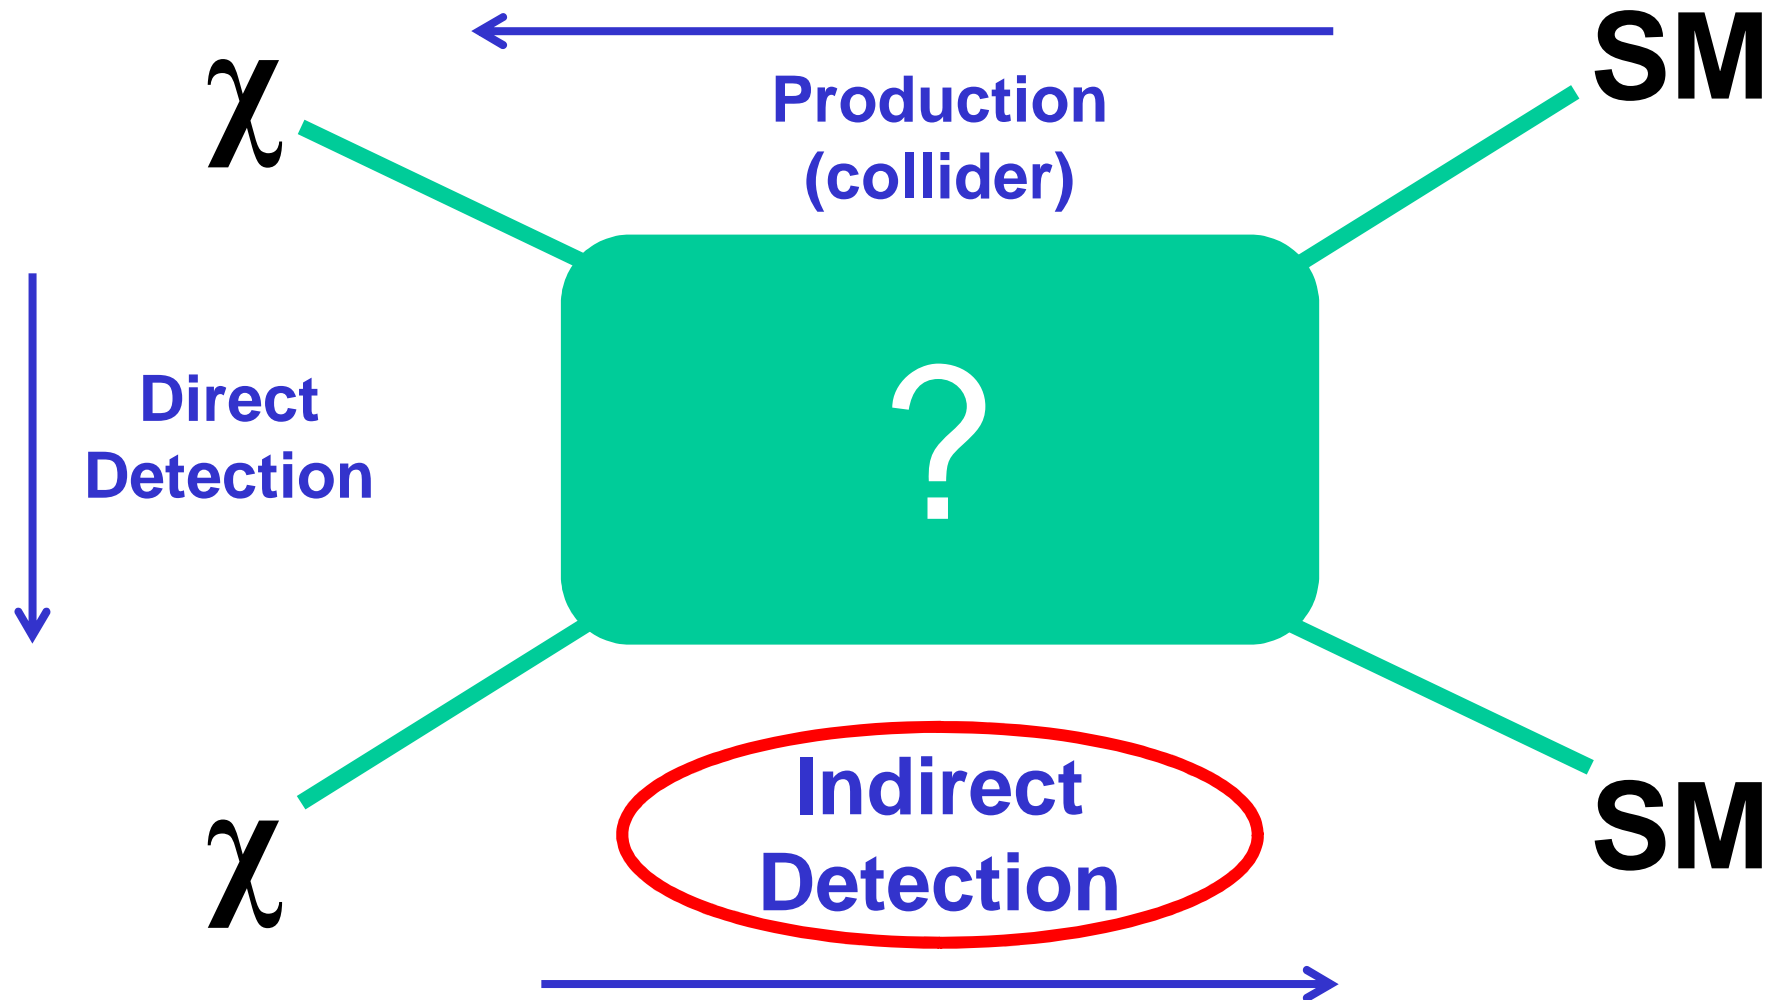 χ
SM
Production
(collider)
Direct
Detection
?
χ
SM
Indirect
Detection